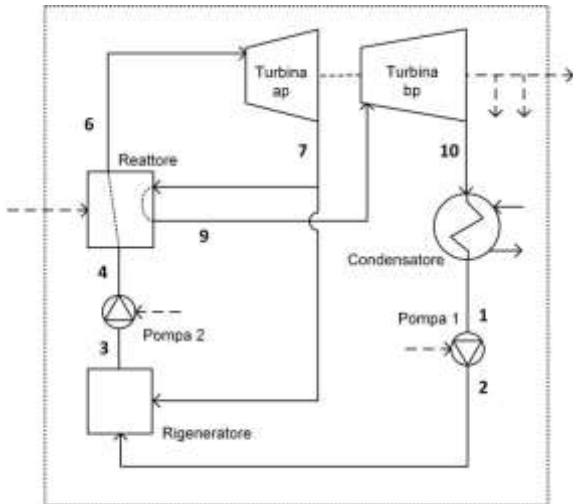 Turbina
ap
Turbina
bp
6
7
10
Reattore
9
4
Condensatore
Pompa 2
Pompa 1
1
3
2
Rigeneratore